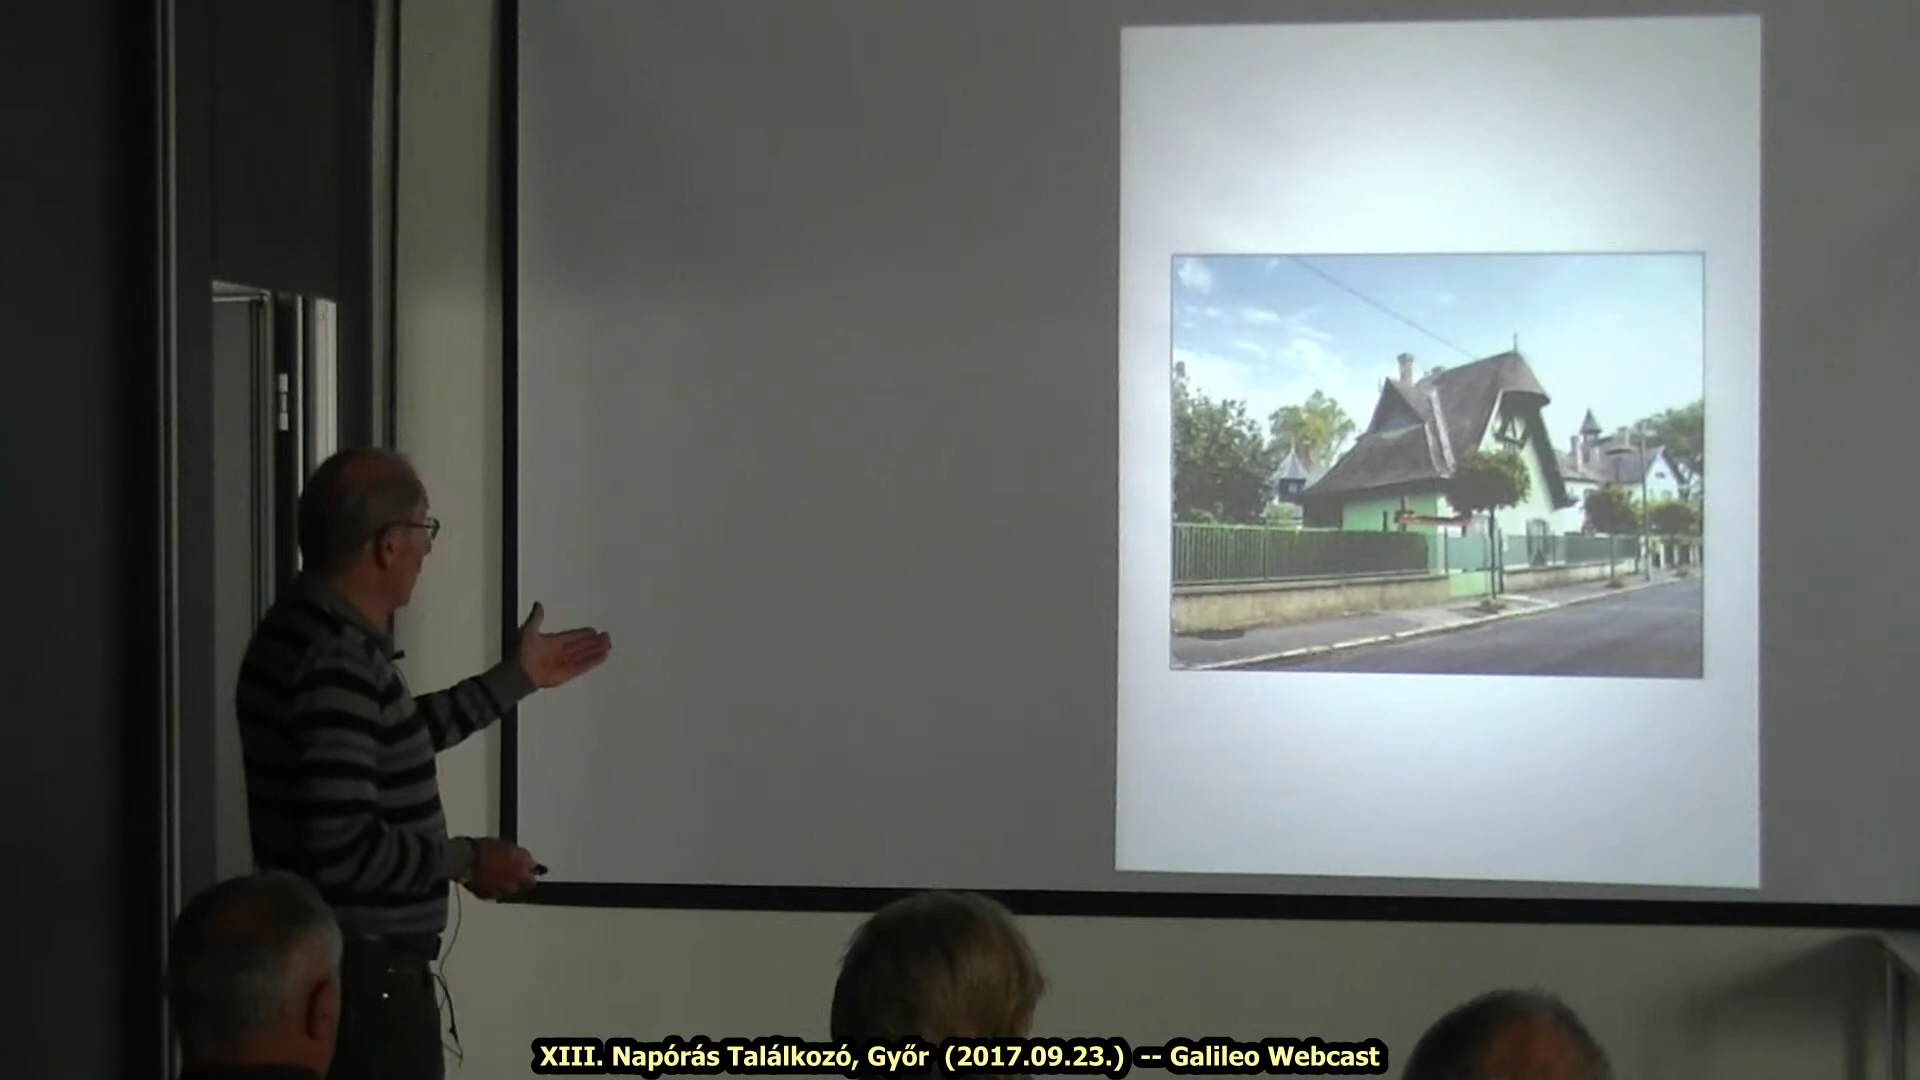 XIII. Napórás Találkozó, Győr (2017.09.23.) -- Galileo Webcast